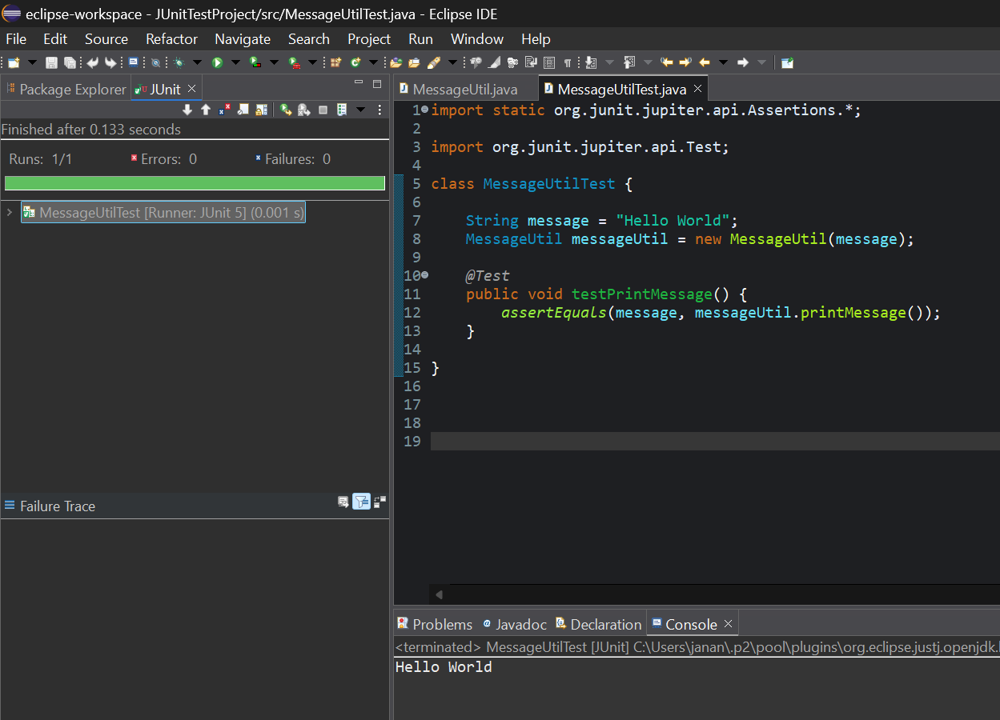 eclipse-workspace - JUnitTestProject/src/MessageUtilTest.java - Eclipse IDE
File Edit Source Refactor Navigate Search Project Run Window Help
Package Explorer JUnit
Finished after 0.133 seconds
Runs: 1/1 Errors: 0 Failures: 0
MessageUtilTest [Runner: JUnit 5] (0.001 s)
Failure Trace
MessageUtil.java MessageUtilTest.java
1 import static org.junit.jupiter.api.Assertions.*;
2
3 import org.junit.jupiter.api.Test;
4
5 class MessageUtilTest {
6
7 String message = "Hello World";
8 MessageUtil messageUtil = new MessageUtil(message);
9
10 @Test
11 public void testPrintMessage() {
12 assertEquals(message, messageUtil.printMessage());
13 }
14
15 }
16
17
18
19
Problems Javadoc Declaration Console
<terminated> MessageUtilTest [JUnit] C:\Users\janan\.p2\pool\plugins\org.eclipse.justj.openjdk.
Hello World